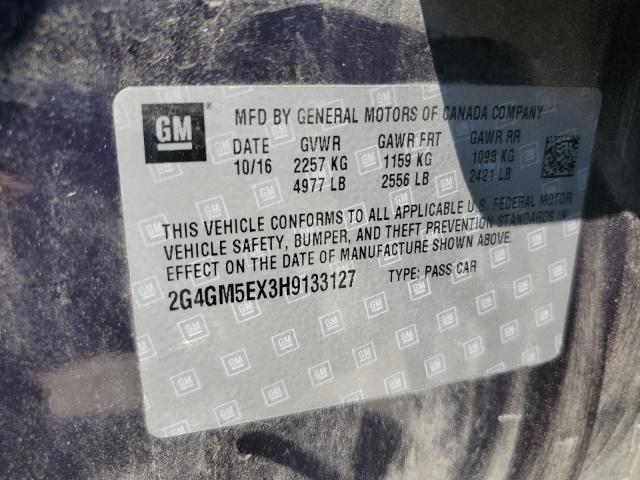 GM
MFD BY GENERAL MOTORS OF CANADA COMPANY
DATE GVWR GAWR FRT GAWR RR
10/16 2257 KG 1159 KG 1098 KG
4977 LB 2556 LB 2421 LB
THIS VEHICLE CONFORMS TO ALL APPLICABLE U.S. FEDERAL MOTOR
VEHICLE SAFETY, BUMPER, AND THEFT PREVENTION STANDARDS IN
EFFECT ON THE DATE OF MANUFACTURE SHOWN ABOVE.
2G4GM5EX3H9133127 TYPE: PASS CAR